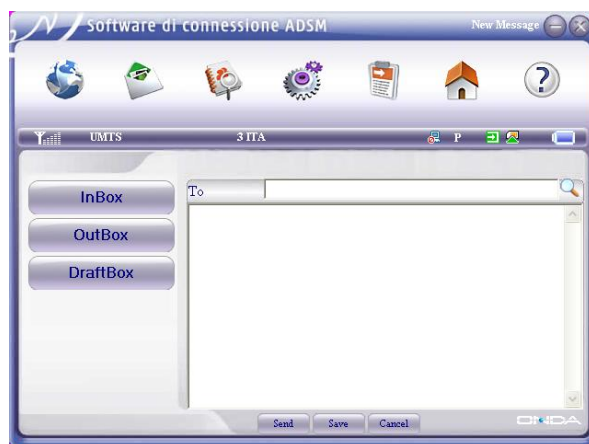 Software di connessione ADSM
New Message
UMTS 3 ITA P
InBox
To
OutBox
DraftBox
Send Save Cancel
ONDA